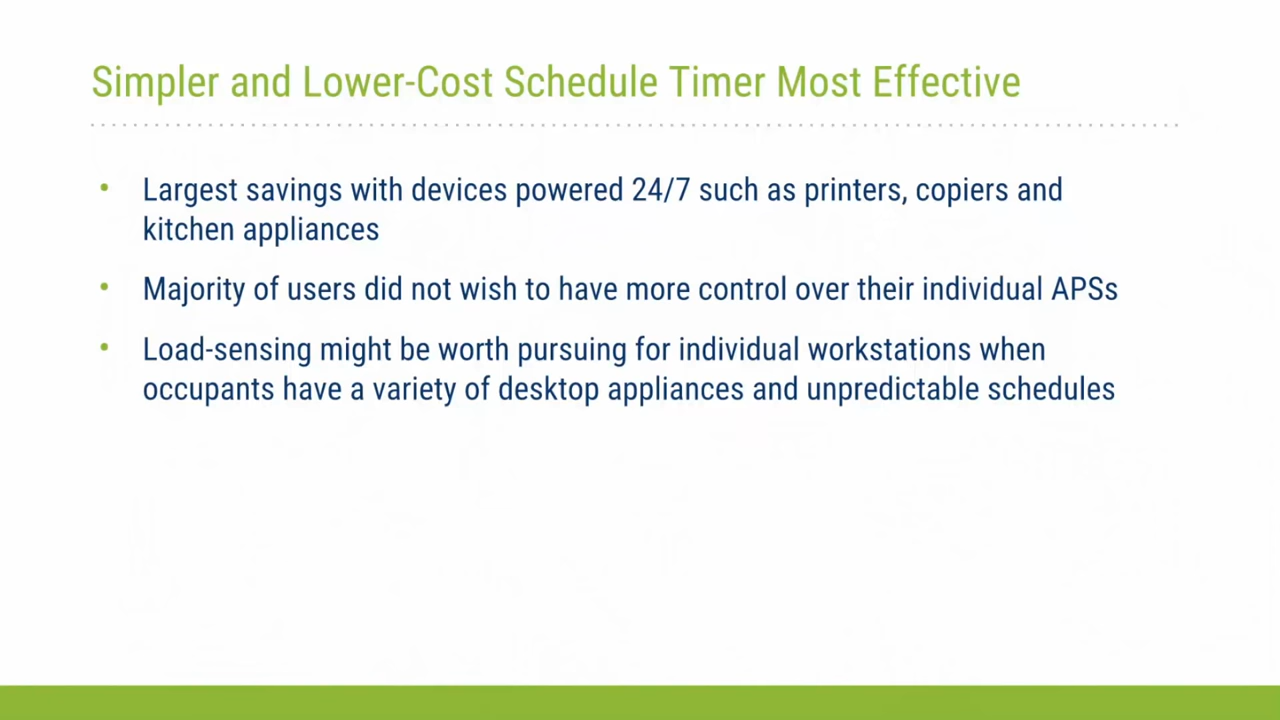 Simpler and Lower-Cost Schedule Timer Most Effective
• Largest savings with devices powered 24/7 such as printers, copiers and
kitchen appliances
• Majority of users did not wish to have more control over their individual APSs
• Load-sensing might be worth pursuing for individual workstations when
occupants have a variety of desktop appliances and unpredictable schedules